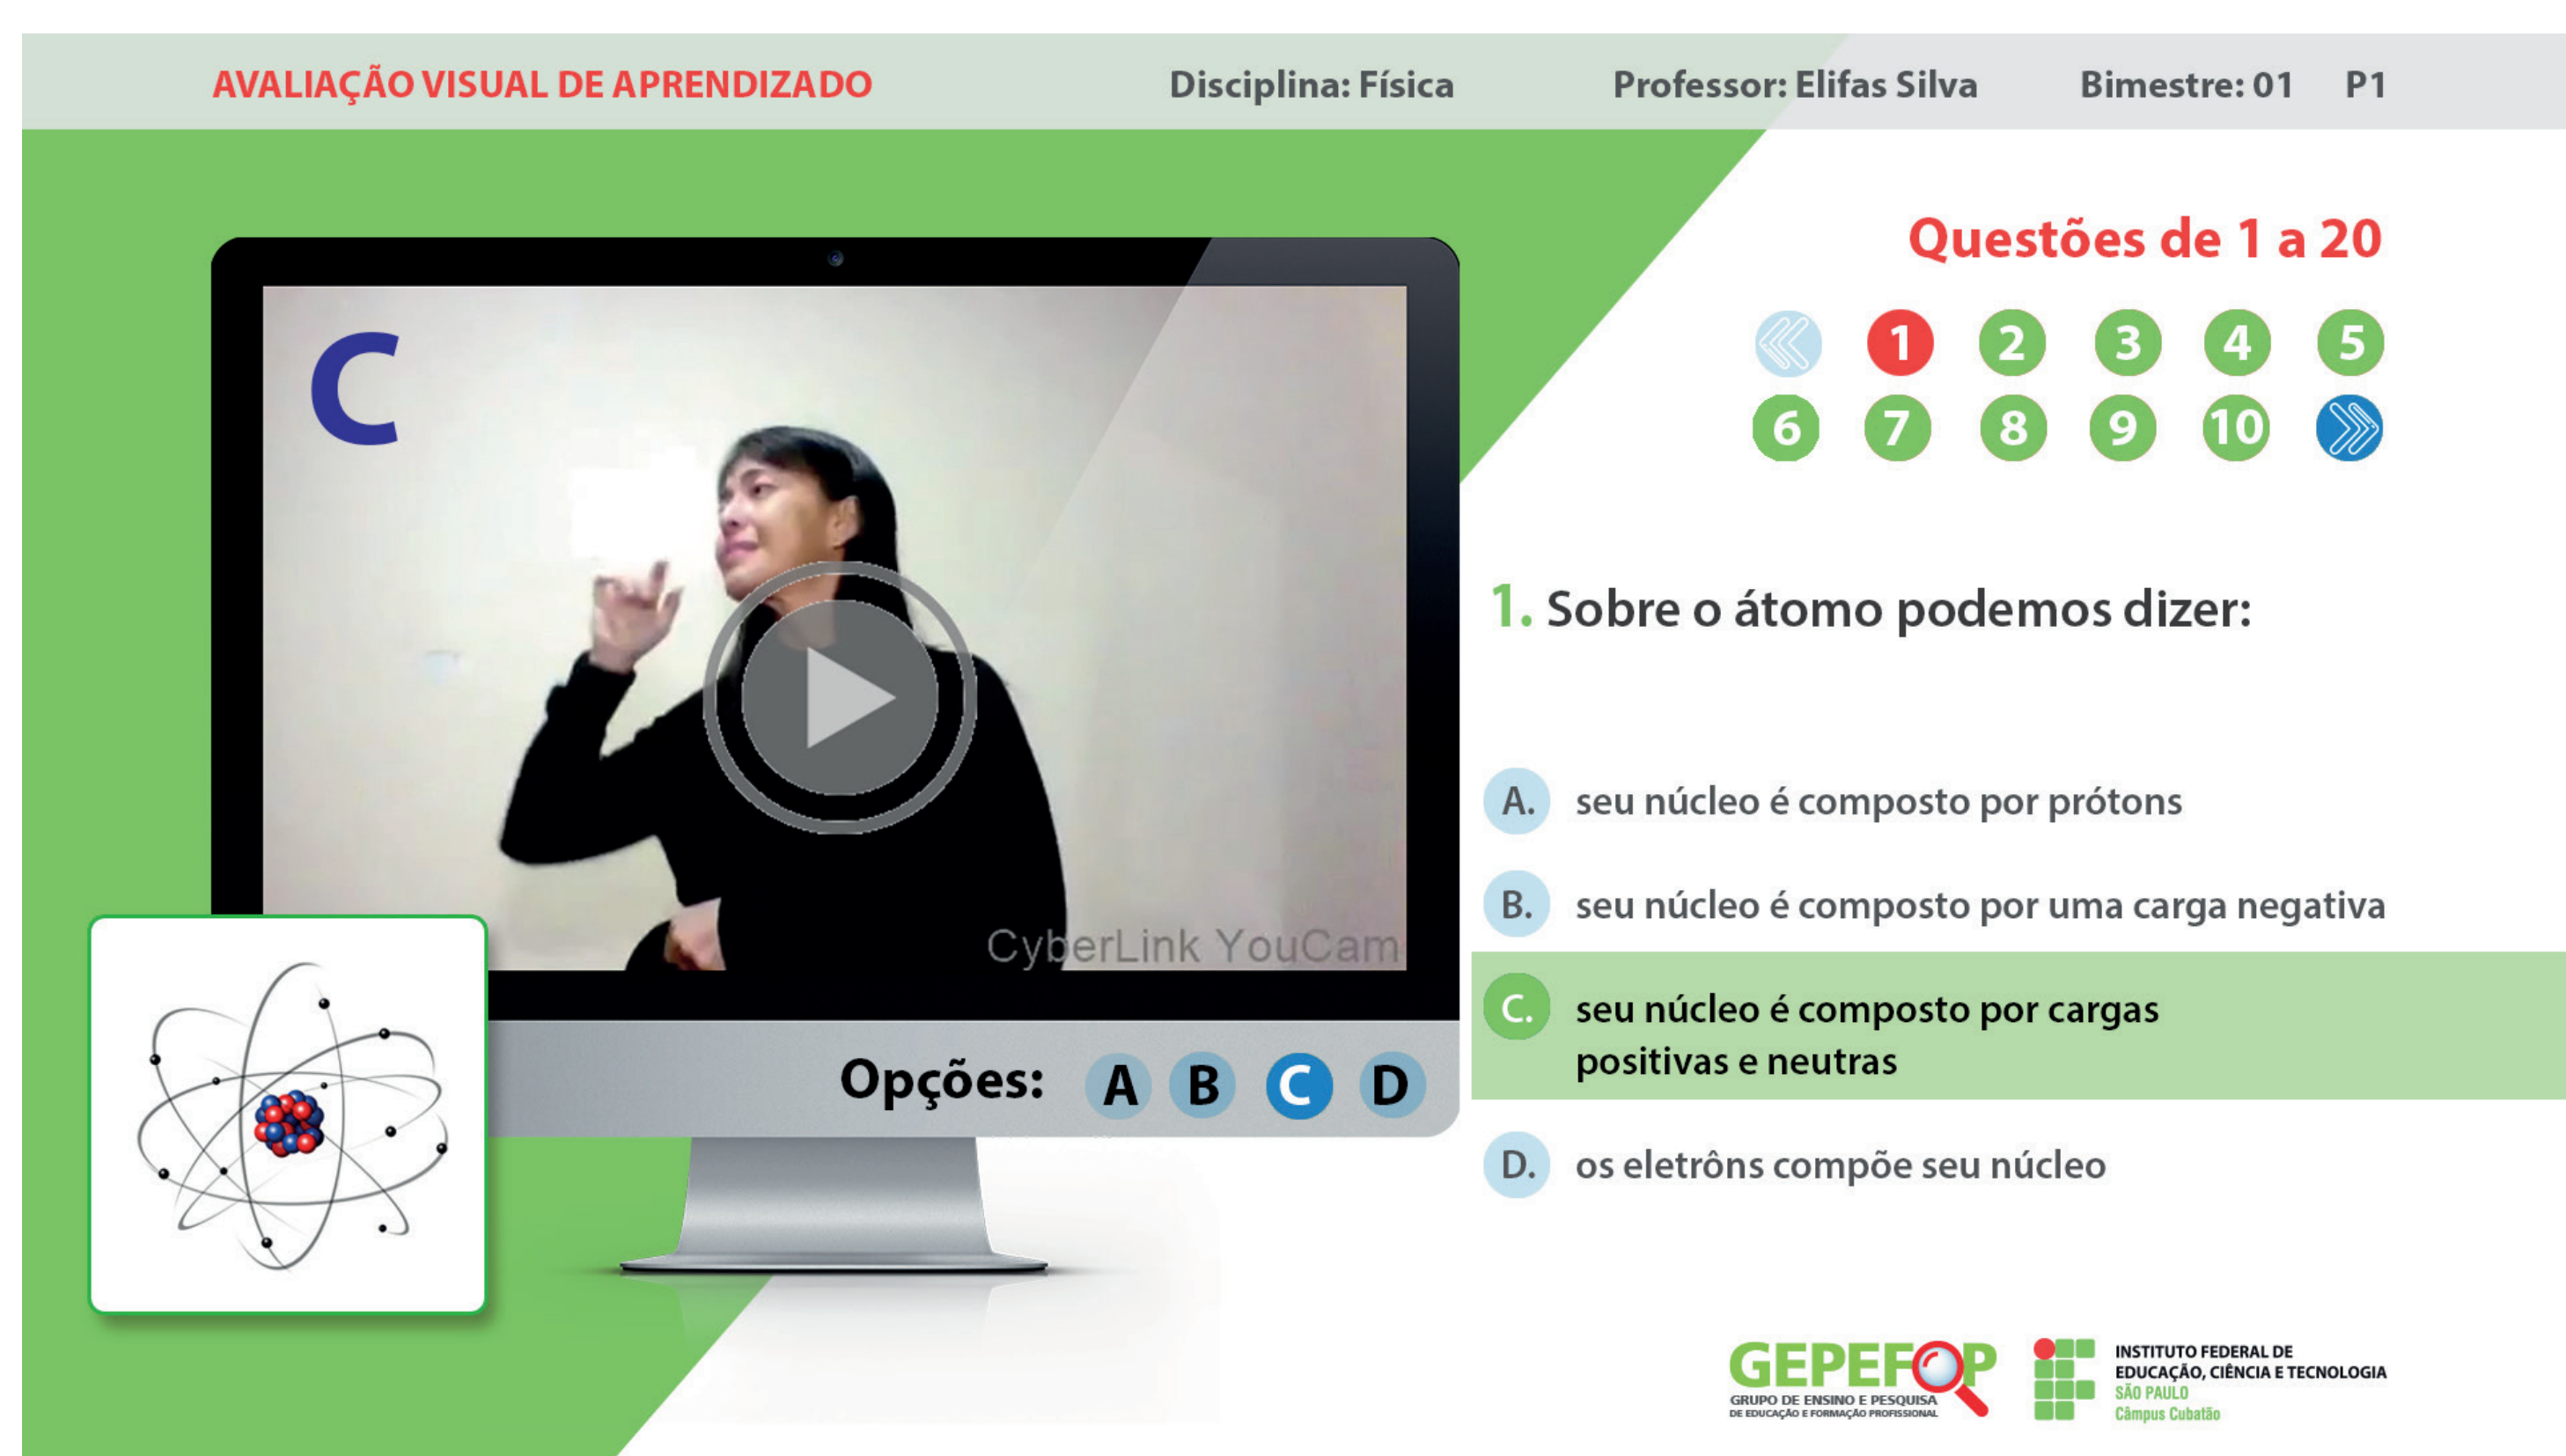 AVALIAÇÃO VISUAL DE APRENDIZADO Disciplina: Física Professor: Elifas Silva Bimestre: 01 P1
Questões de 1 a 20
1 2 3 4 5
6 7 8 9 10
C
CyberLink YouCam
Opções: A B C D
1. Sobre o átomo podemos dizer:
A. seu núcleo é composto por prótons
B. seu núcleo é composto por uma carga negativa
C. seu núcleo é composto por cargas
positivas e neutras
D. os eletrôns compõe seu núcleo
GEPEFOP
GRUPO DE ENSINO E PESQUISA
DE EDUCAÇÃO E FORMAÇÃO PROFISSIONAL
INSTITUTO FEDERAL DE
EDUCAÇÃO, CIÊNCIA E TECNOLOGIA
SÃO PAULO
Câmpus Cubatão